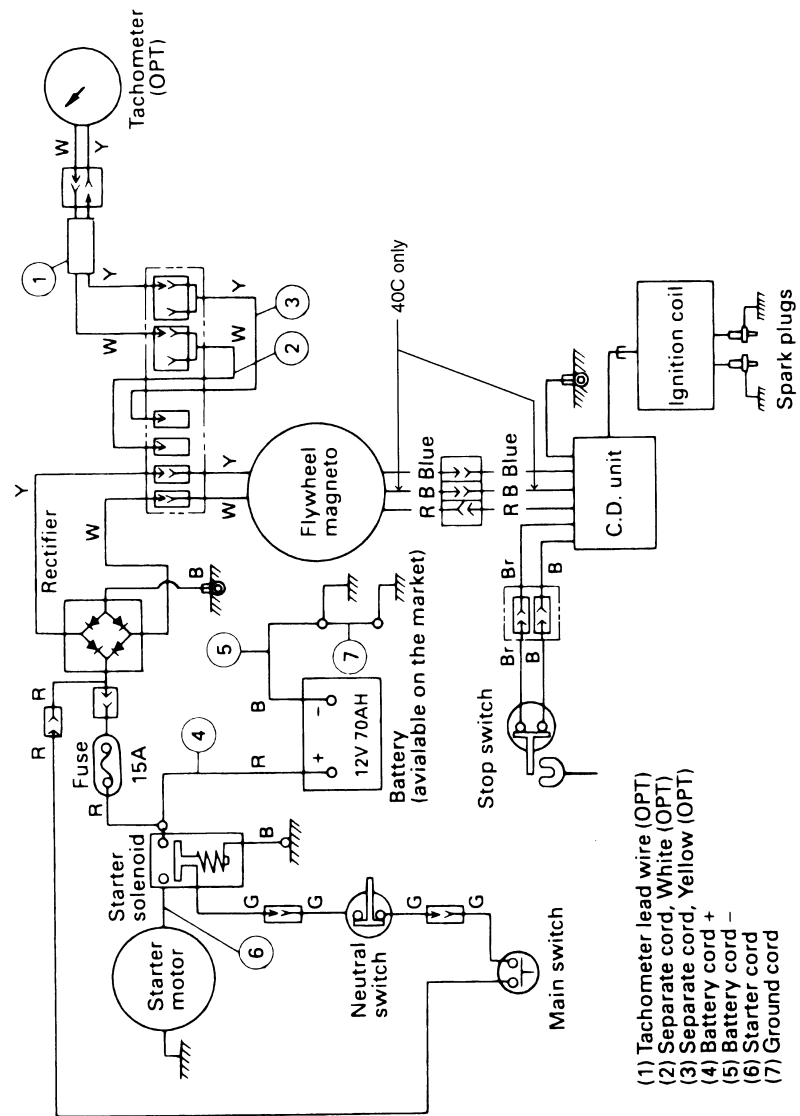 Tachometer
(OPT)
W
Y
1
W
Y
Y
W
3
2
40C only
Ignition coil
Spark plugs
Y
Rectifier
W
Y
W
Flywheel
magneto
R B Blue
R B Blue
C.D. unit
B
R
R
Fuse
15A
R
5
7
B
4
R
+
-
12V 70AH
Battery
(avialable on the market)
Br
B
Br
B
Stop switch
Starter
solenoid
B
6
Starter
motor
G
G
Neutral
switch
G
G
Main switch
(1) Tachometer lead wire (OPT)
(2) Separate cord, White (OPT)
(3) Separate cord, Yellow (OPT)
(4) Battery cord +
(5) Battery cord –
(6) Starter cord
(7) Ground cord